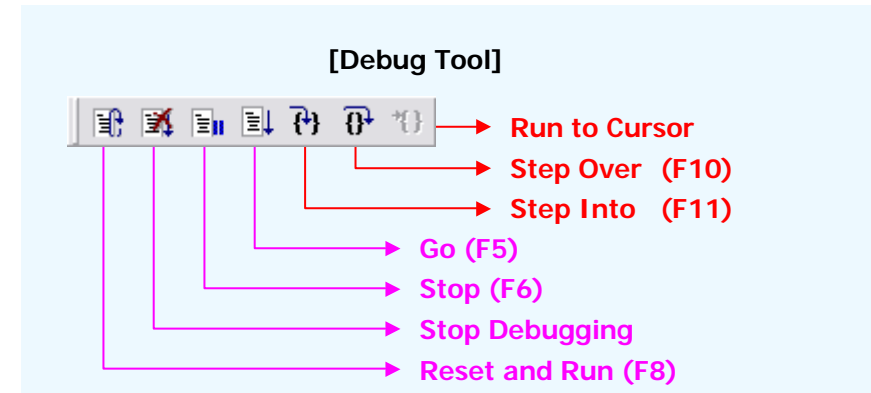 [Debug Tool]
Run to Cursor
Step Over (F10)
Step Into (F11)
Go (F5)
Stop (F6)
Stop Debugging
Reset and Run (F8)